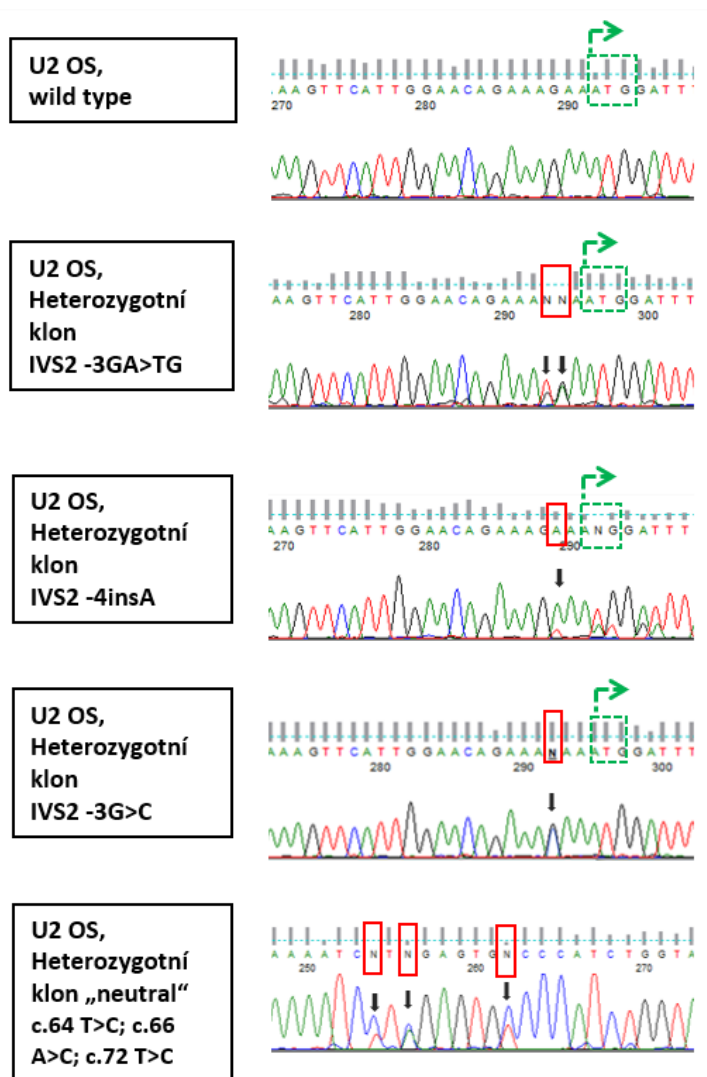 U2 OS,
wild type
A A G T T C A T T G G A A C A G A A A G A A A T G G A T T T
270 280 290
U2 OS,
Heterozygotní
klon
IVS2 -3GA>TG
A A G T T C A T T G G A A C A G A A A N N A A T G G A T T T
280 290 300
U2 OS,
Heterozygotní
klon
IVS2 -4insA
A A G T T C A T T G G A A C A G A A A G A A A N G G A T T T
270 280 290
U2 OS,
Heterozygotní
klon
IVS2 -3G>C
A A A G T T C A T T G G A A C A G A A A N A A A T G G A T T T
280 290 300
U2 OS,
Heterozygotní
klon „neutral“
c.64 T>C; c.66
A>C; c.72 T>C
A A A A T C N T N G A G T G N C C C A T C T G G T A
250 260 270